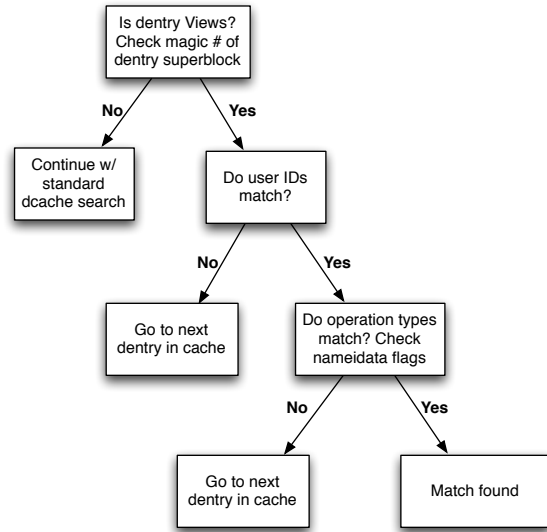 Is dentry Views?
Check magic # of
dentry superblock
No
Yes
Continue w/
standard
dcache search
Do user IDs
match?
No
Yes
Go to next
dentry in cache
Do operation types
match? Check
nameidata flags
No
Yes
Go to next
dentry in cache
Match found